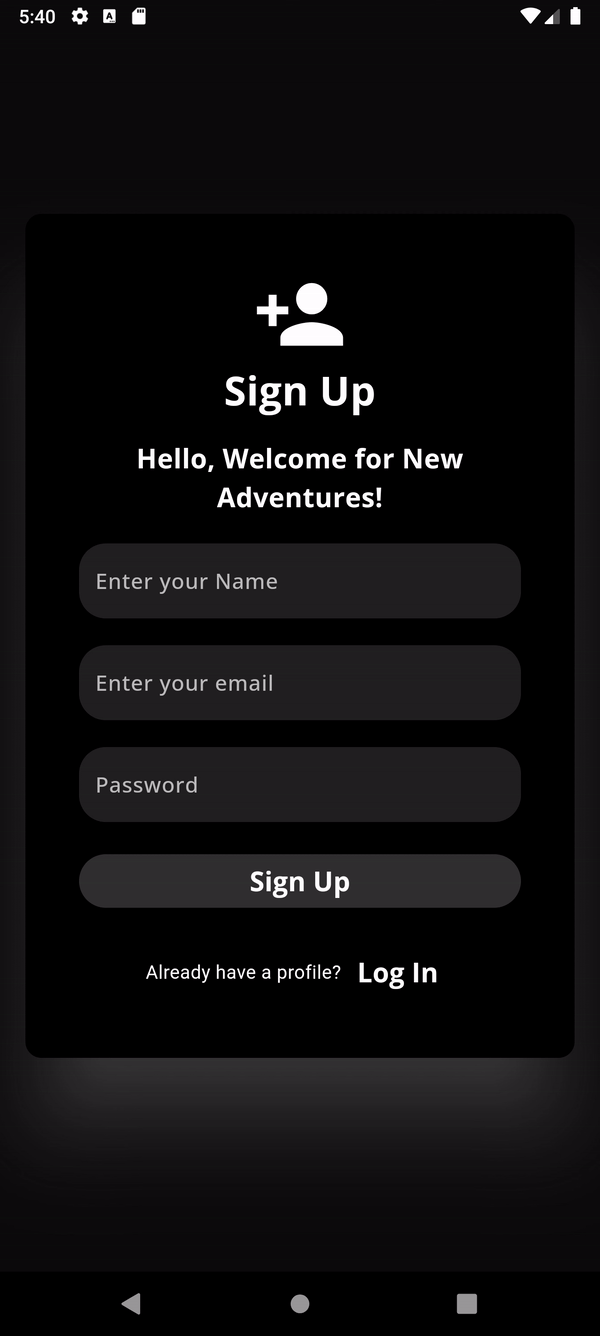 5:40
Sign Up
Hello, Welcome for New
Adventures!
Enter your Name
Enter your email
Password
Sign Up
Already have a profile? Log In